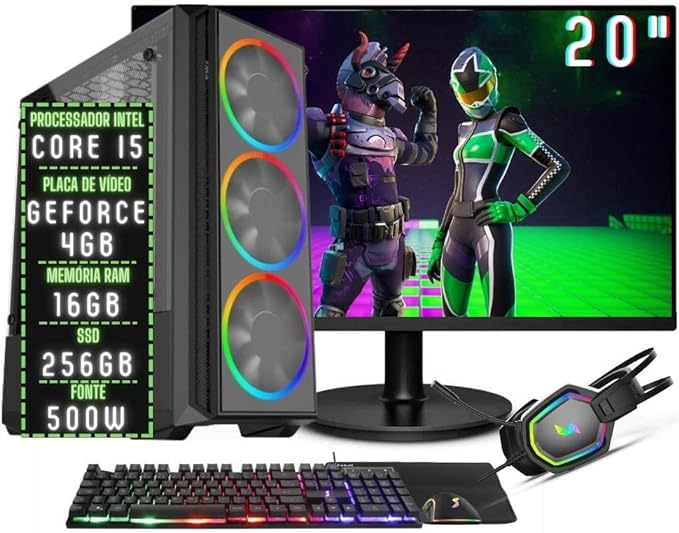 20"
PROCESSADOR INTEL
CORE I5
PLACA DE VÍDEO
GEFORCE
4GB
MEMÓRIA RAM
16GB
SSD
256GB
FONTE
500W